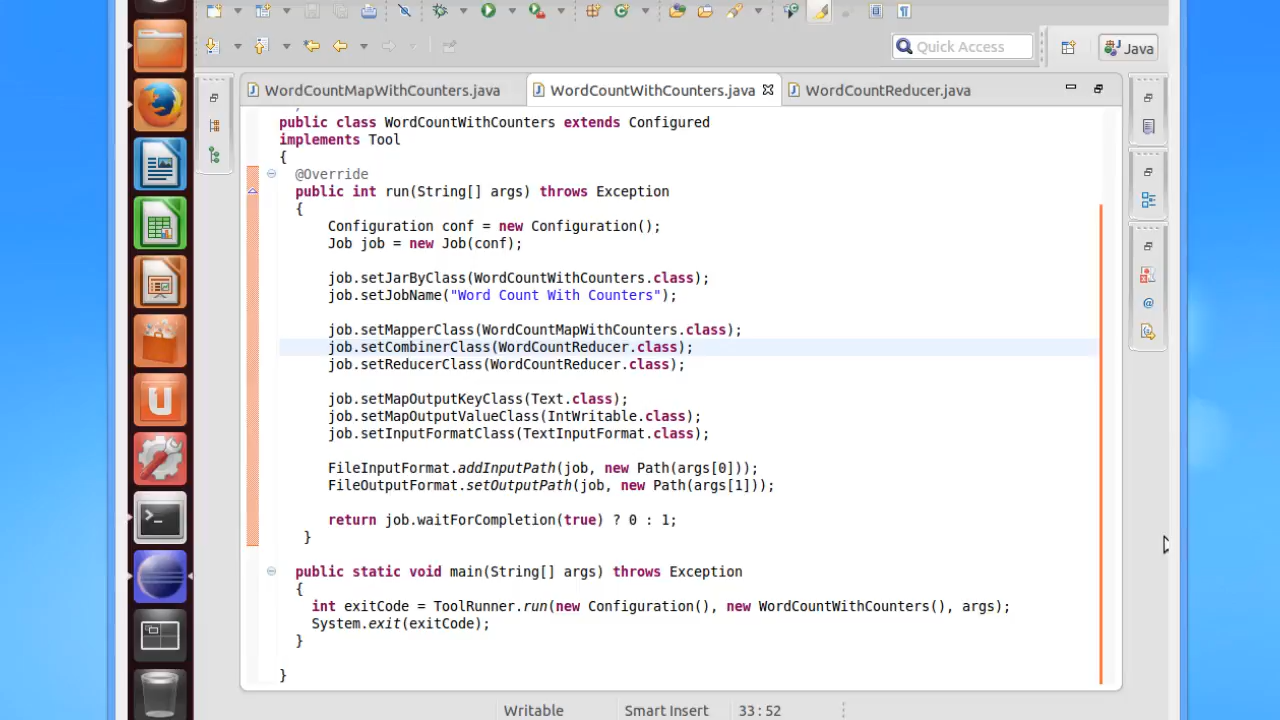 Quick Access
Java
WordCountMapWithCounters.java
WordCountWithCounters.java
WordCountReducer.java
public class WordCountWithCounters extends Configured
implements Tool
{
@Override
public int run(String[] args) throws Exception
{
Configuration conf = new Configuration();
Job job = new Job(conf);
job.setJarByClass(WordCountWithCounters.class);
job.setJobName("Word Count With Counters");
job.setMapperClass(WordCountMapWithCounters.class);
job.setCombinerClass(WordCountReducer.class);
job.setReducerClass(WordCountReducer.class);
job.setMapOutputKeyClass(Text.class);
job.setMapOutputValueClass(IntWritable.class);
job.setInputFormatClass(TextInputFormat.class);
FileInputFormat.addInputPath(job, new Path(args[0]));
FileOutputFormat.setOutputPath(job, new Path(args[1]));
return job.waitForCompletion(true) ? 0 : 1;
}
public static void main(String[] args) throws Exception
{
int exitCode = ToolRunner.run(new Configuration(), new WordCountWithCounters(), args);
System.exit(exitCode);
}
}
Writable
Smart Insert
33:52